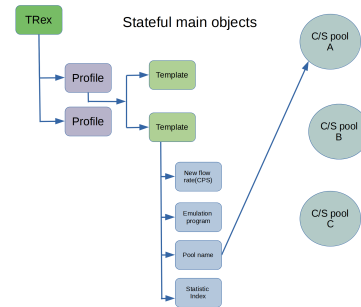 TRex
Stateful main objects
C/S pool
A
Profile
Template
Profile
Template
C/S pool
B
New flow
rate(CPS)
Emulation
program
C/S pool
C
Pool name
Statistic
Index